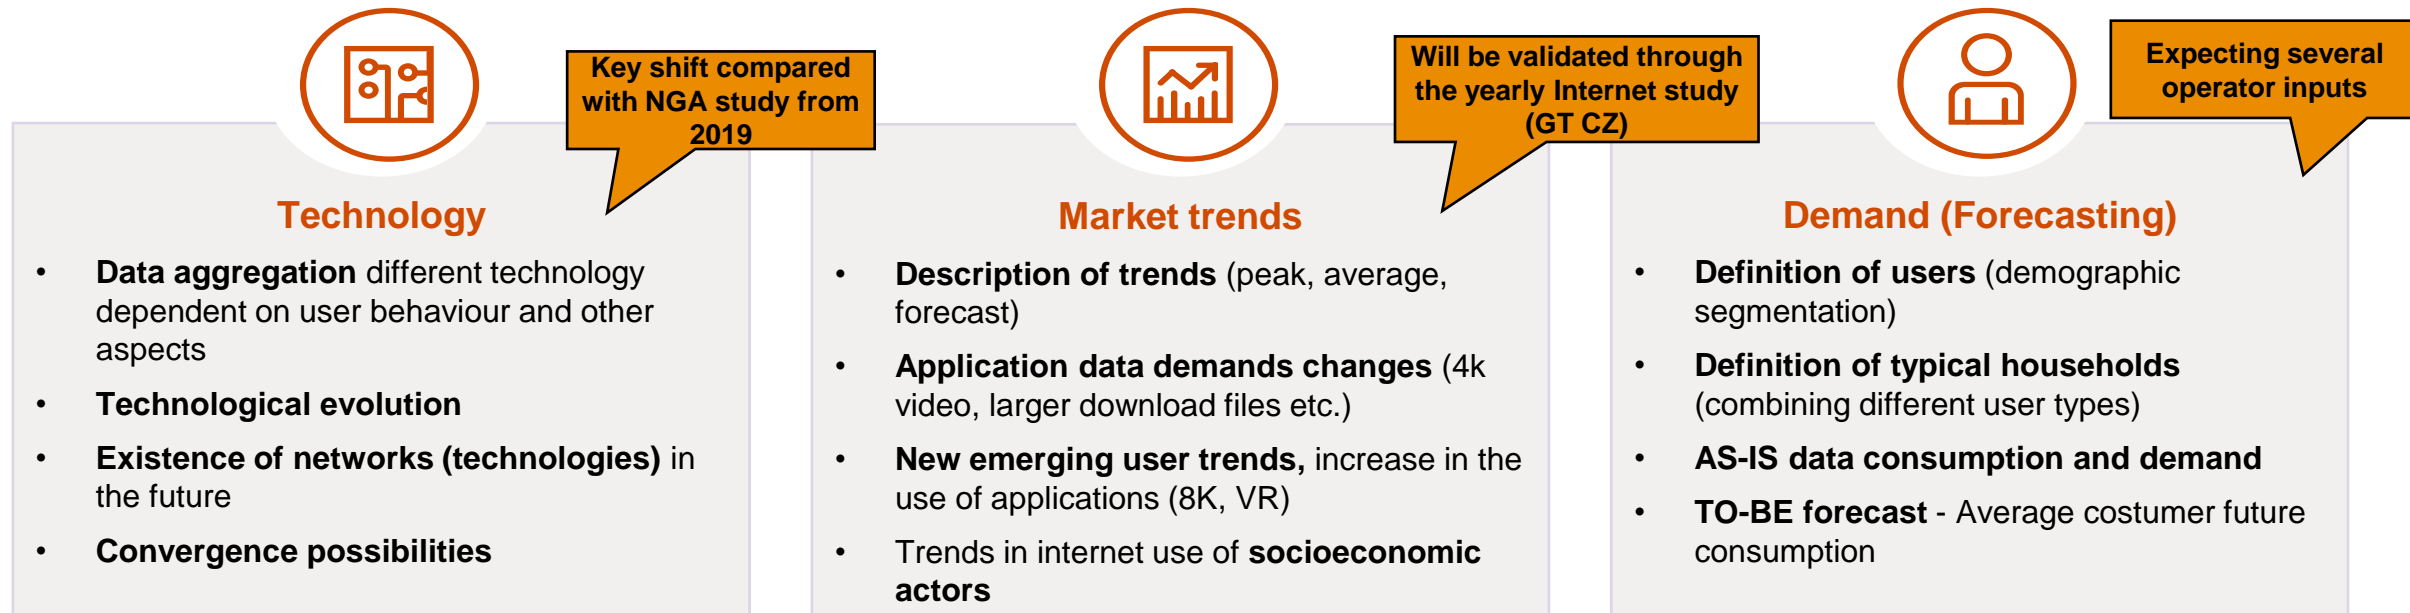 Key shift compared
with NGA study from
2019
Technology
• Data aggregation different technology
dependent on user behaviour and other
aspects
• Technological evolution
• Existence of networks (technologies) in
the future
• Convergence possibilities
Will be validated through
the yearly Internet study
(GT CZ)
Market trends
• Description of trends (peak, average,
forecast)
• Application data demands changes (4k
video, larger download files etc.)
• New emerging user trends, increase in the
use of applications (8K, VR)
• Trends in internet use of socioeconomic
actors
Expecting several
operator inputs
Demand (Forecasting)
• Definition of users (demographic
segmentation)
• Definition of typical households
(combining different user types)
• AS-IS data consumption and demand
• TO-BE forecast - Average costumer future
consumption